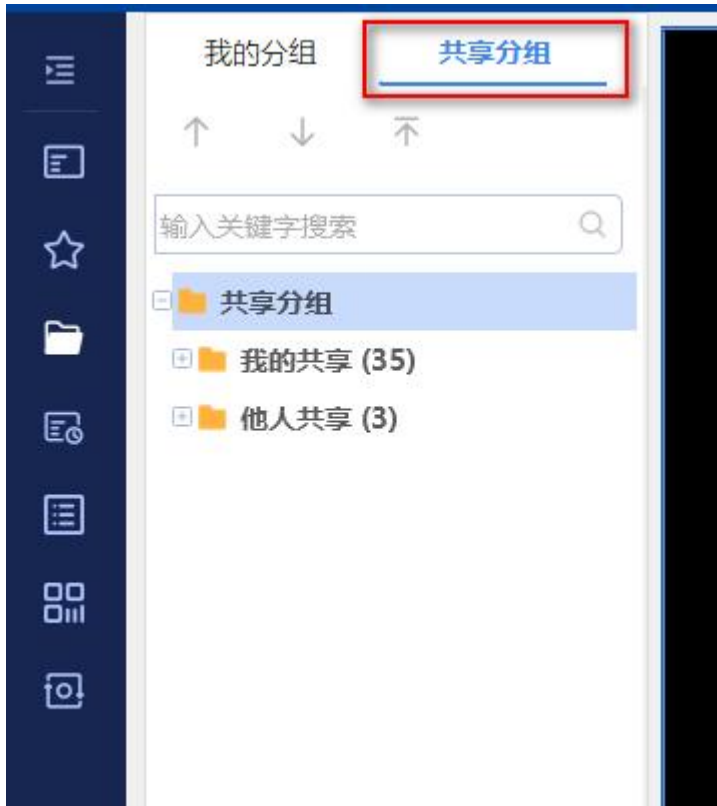 我的分组 共享分组
输入关键字搜索
共享分组
我的共享 (35)
他人共享 (3)